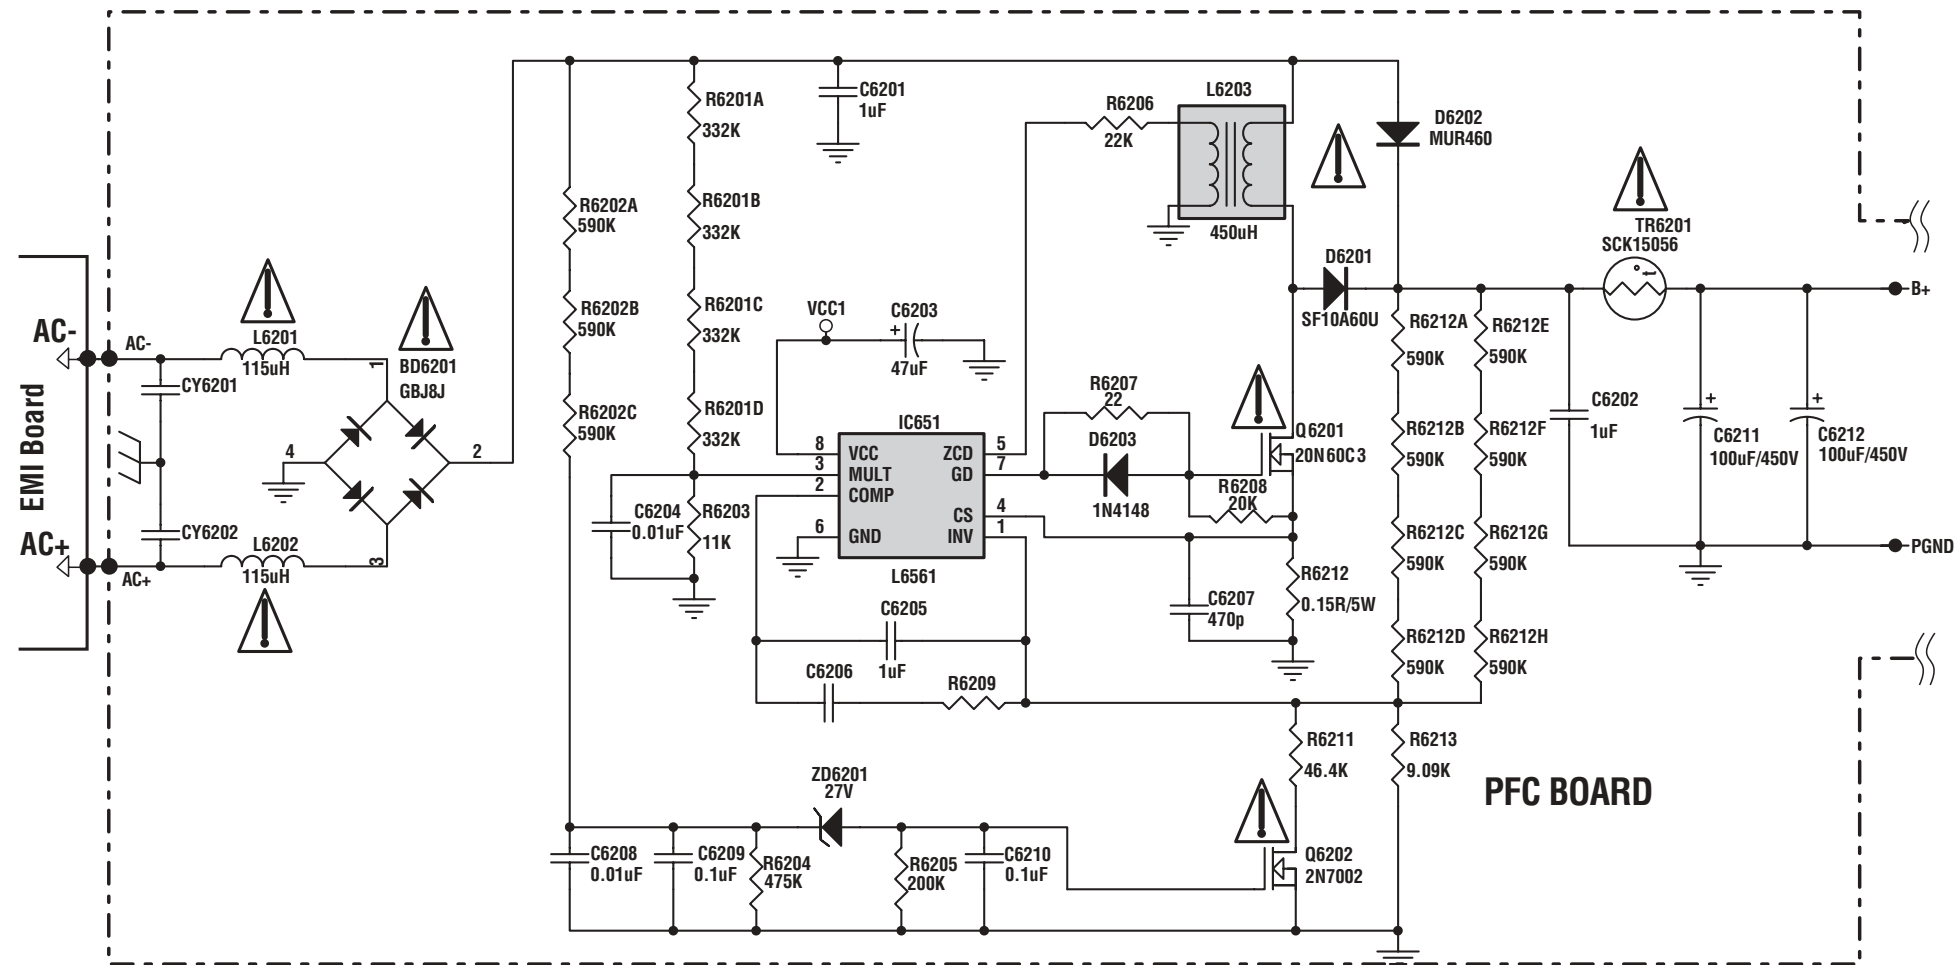 EMI Board
AC-
AC+
AC-
AC+
CY6201
CY6202
L6201
115uH
L6202
115uH
BD6201
GBJ8J
1
2
3
4
R6202A
590K
R6202B
590K
R6202C
590K
R6201A
332K
R6201B
332K
R6201C
332K
R6201D
332K
C6201
1uF
R6206
22K
L6203
450uH
D6202
MUR460
TR6201
SCK15056
t
D6201
SF10A60U
B+
VCC1
C6203
+
47uF
IC651
8
VCC
3
MULT
2
COMP
6
GND
ZCD
5
GD
7
CS
4
INV
1
L6561
R6207
22
D6203
1N4148
Q6201
20N60C3
R6208
20K
C6204
0.01uF
R6203
11K
C6205
1uF
C6206
R6209
C6207
470p
R6212
0.15R/5W
R6212A
590K
R6212B
590K
R6212C
590K
R6212D
590K
R6212E
590K
R6212F
590K
R6212G
590K
R6212H
590K
C6202
1uF
+
C6211
100uF/450V
+
C6212
100uF/450V
PGND
R6211
46.4K
R6213
9.09K
PFC BOARD
ZD6201
27V
C6208
0.01uF
C6209
0.1uF
R6204
475K
R6205
200K
C6210
0.1uF
Q6202
2N7002